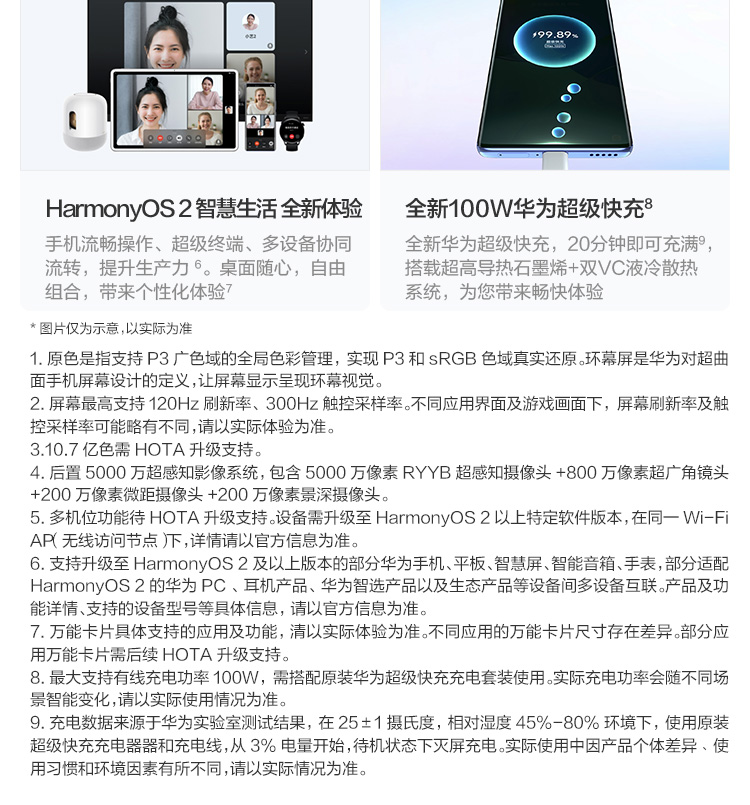 小艺2
99.89%
HarmonyOS 2 智慧生活 全新体验
手机流畅操作、超级终端、多设备协同
流转，提升生产力 6。桌面随心，自由
组合，带来个性化体验7
全新100W华为超级快充8
全新华为超级快充，20分钟即可充满9，
搭载超高导热石墨烯+双VC液冷散热
系统，为您带来畅快体验
* 图片仅为示意，以实际为准
1. 原色是指支持 P3 广色域的全局色彩管理，实现 P3 和 sRGB 色域真实还原。环幕屏是华为对超曲
面手机屏幕设计的定义，让屏幕显示呈现环幕视觉。
2. 屏幕最高支持 120Hz 刷新率、300Hz 触控采样率。不同应用界面及游戏画面下，屏幕刷新率及触
控采样率可能略有不同，请以实际体验为准。
3.10.7 亿色需 HOTA 升级支持。
4. 后置 5000 万超感知影像系统，包含 5000 万像素 RYYB 超感知摄像头 +800 万像素超广角镜头
+200 万像素微距摄像头 +200 万像素景深摄像头。
5. 多机位功能待 HOTA 升级支持。设备需升级至 HarmonyOS 2 以上特定软件版本，在同一 Wi-Fi
AP( 无线访问节点 )下，详情请以官方信息为准。
6. 支持升级至 HarmonyOS 2 及以上版本的部分华为手机、平板、智慧屏、智能音箱、手表，部分适配
HarmonyOS 2 的华为 PC 、耳机产品、华为智选产品以及生态产品等设备间多设备互联。产品及功
能详情、支持的设备型号等具体信息，请以官方信息为准。
7. 万能卡片具体支持的应用及功能，清以实际体验为准。不同应用的万能卡片尺寸存在差异。部分应
用万能卡片需后续 HOTA 升级支持。
8. 最大支持有线充电功率 100W，需搭配原装华为超级快充充电套装使用。实际充电功率会随不同场
景智能变化，请以实际使用情况为准。
9. 充电数据来源于华为实验室测试结果，在 25±1 摄氏度，相对湿度 45%-80% 环境下，使用原装
超级快充充电器器和充电线，从 3% 电量开始，待机状态下灭屏充电。实际使用中因产品个体差异 、使
用习惯和环境因素有所不同，请以实际情况为准。